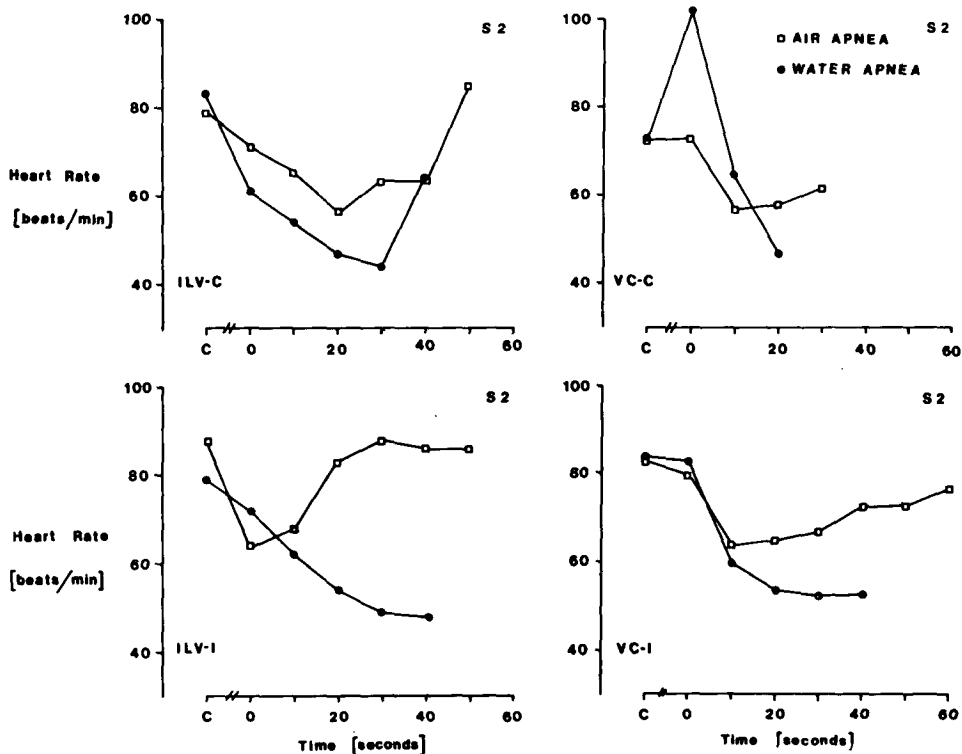 100
80
Heart Rate
60
[beats/min]
40
ILV-C
S 2
C 0 20 40 60
100
80
60
40
VC-C
S 2
AIR APNEA
WATER APNEA
C 0 20 40 60
100
80
Heart Rate
60
[beats/min]
40
ILV-I
S 2
C 0 20 40 60
Time [seconds]
100
80
60
40
VC-I
S 2
C 0 20 40 60
Time [seconds]